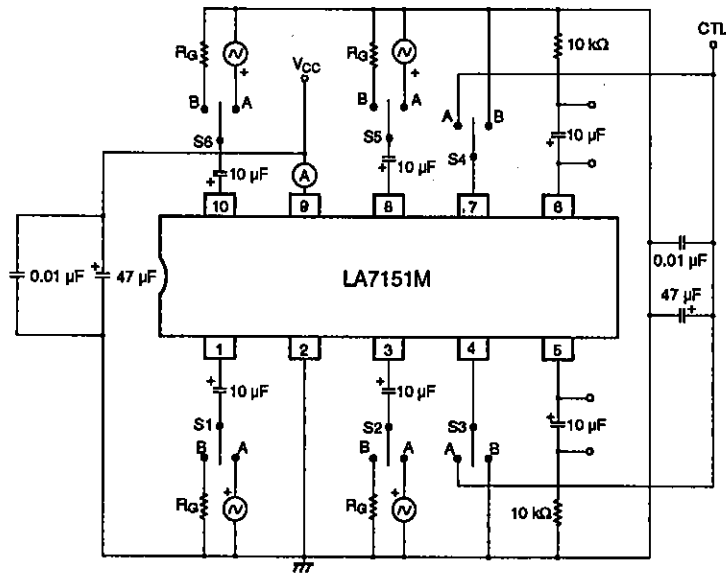 CTL
RG
RG
10 kΩ
B
A
VCC
B
A
A
B
S6
S5
S4
10 µF
10 µF
A
10 µF
10
9
8
7
6
0.01 µF
47 µF
LA7151M
0.01 µF
47 µF
1
2
3
4
5
10 µF
10 µF
10 µF
S1
S2
S3
B
A
B
A
A
B
RG
RG
10 kΩ